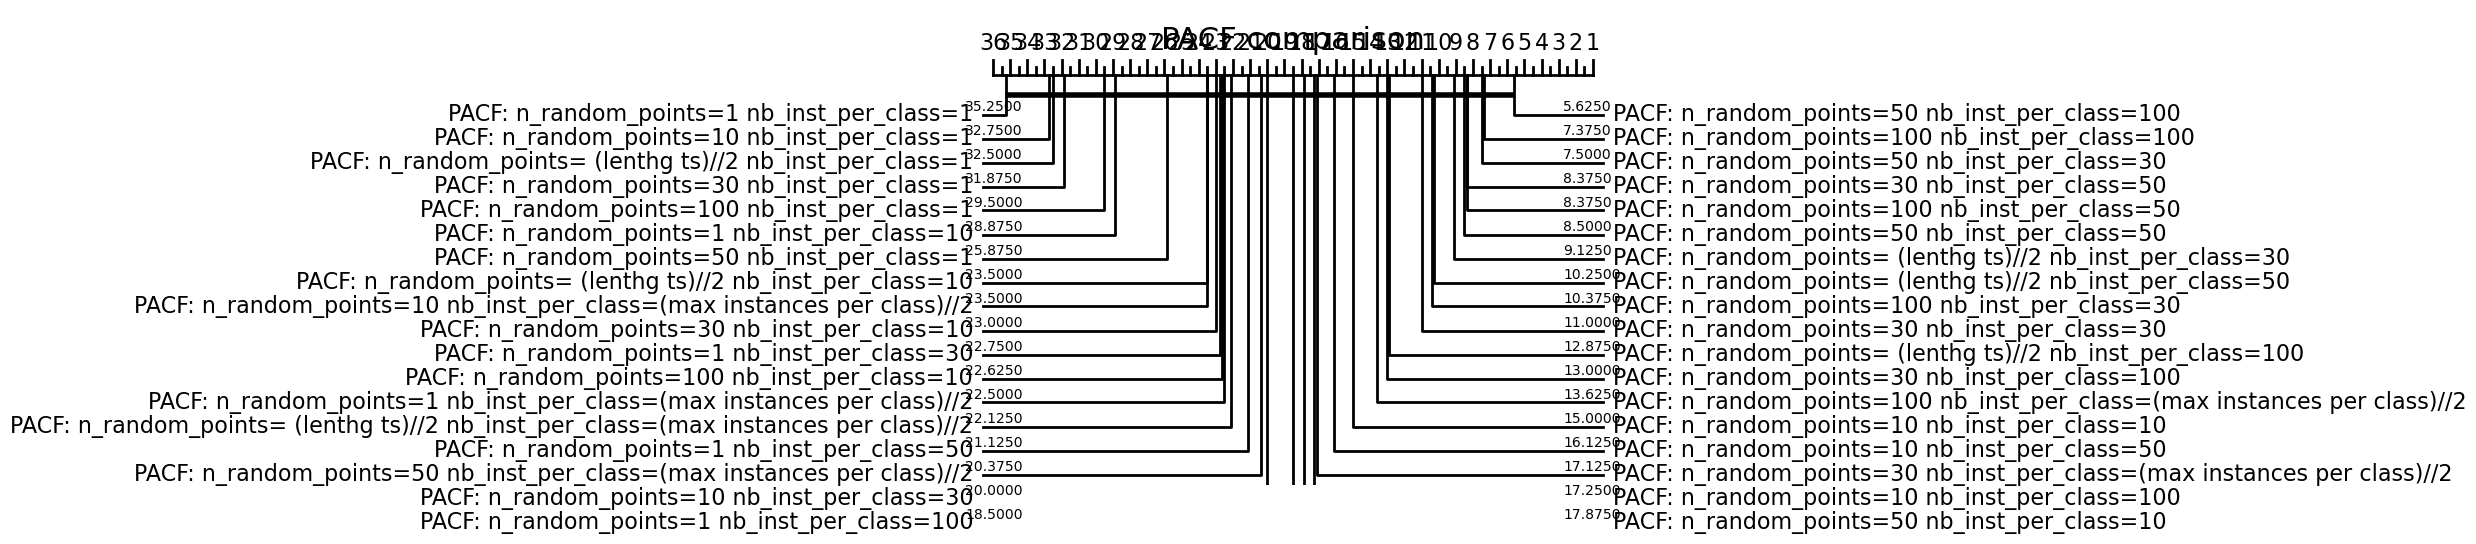 PACF comparison
36 35 34 33 32 31 30 29 28 27 26 25 24 23 22 21 20 19 18 17 16 15 14 13 12 11 10 9 8 7 6 5 4 3 2 1
PACF: n_random_points=1 nb_inst_per_class=1 35.2500 5.6250 PACF: n_random_points=50 nb_inst_per_class=100
PACF: n_random_points=10 nb_inst_per_class=1 32.7500 7.3750 PACF: n_random_points=100 nb_inst_per_class=100
PACF: n_random_points= (lenthg ts)//2 nb_inst_per_class=1 32.5000 7.5000 PACF: n_random_points=50 nb_inst_per_class=30
PACF: n_random_points=30 nb_inst_per_class=1 31.8750 8.3750 PACF: n_random_points=30 nb_inst_per_class=50
PACF: n_random_points=100 nb_inst_per_class=1 29.5000 8.3750 PACF: n_random_points=100 nb_inst_per_class=50
PACF: n_random_points=1 nb_inst_per_class=10 28.8750 8.5000 PACF: n_random_points=50 nb_inst_per_class=50
PACF: n_random_points=50 nb_inst_per_class=1 25.8750 9.1250 PACF: n_random_points= (lenthg ts)//2 nb_inst_per_class=30
PACF: n_random_points= (lenthg ts)//2 nb_inst_per_class=10 23.5000 10.2500 PACF: n_random_points= (lenthg ts)//2 nb_inst_per_class=50
PACF: n_random_points=10 nb_inst_per_class=(max instances per class)//2 23.5000 10.3750 PACF: n_random_points=100 nb_inst_per_class=30
PACF: n_random_points=30 nb_inst_per_class=10 23.0000 11.0000 PACF: n_random_points=30 nb_inst_per_class=30
PACF: n_random_points=1 nb_inst_per_class=30 22.7500 12.8750 PACF: n_random_points= (lenthg ts)//2 nb_inst_per_class=100
PACF: n_random_points=100 nb_inst_per_class=10 22.6250 13.0000 PACF: n_random_points=30 nb_inst_per_class=100
PACF: n_random_points=1 nb_inst_per_class=(max instances per class)//2 22.5000 13.6250 PACF: n_random_points=100 nb_inst_per_class=(max instances per class)//2
PACF: n_random_points= (lenthg ts)//2 nb_inst_per_class=(max instances per class)//2 22.1250 15.0000 PACF: n_random_points=10 nb_inst_per_class=10
PACF: n_random_points=1 nb_inst_per_class=50 21.1250 16.1250 PACF: n_random_points=10 nb_inst_per_class=50
PACF: n_random_points=50 nb_inst_per_class=(max instances per class)//2 20.3750 17.1250 PACF: n_random_points=30 nb_inst_per_class=(max instances per class)//2
PACF: n_random_points=10 nb_inst_per_class=30 20.0000 17.2500 PACF: n_random_points=10 nb_inst_per_class=100
PACF: n_random_points=1 nb_inst_per_class=100 18.5000 17.8750 PACF: n_random_points=50 nb_inst_per_class=10